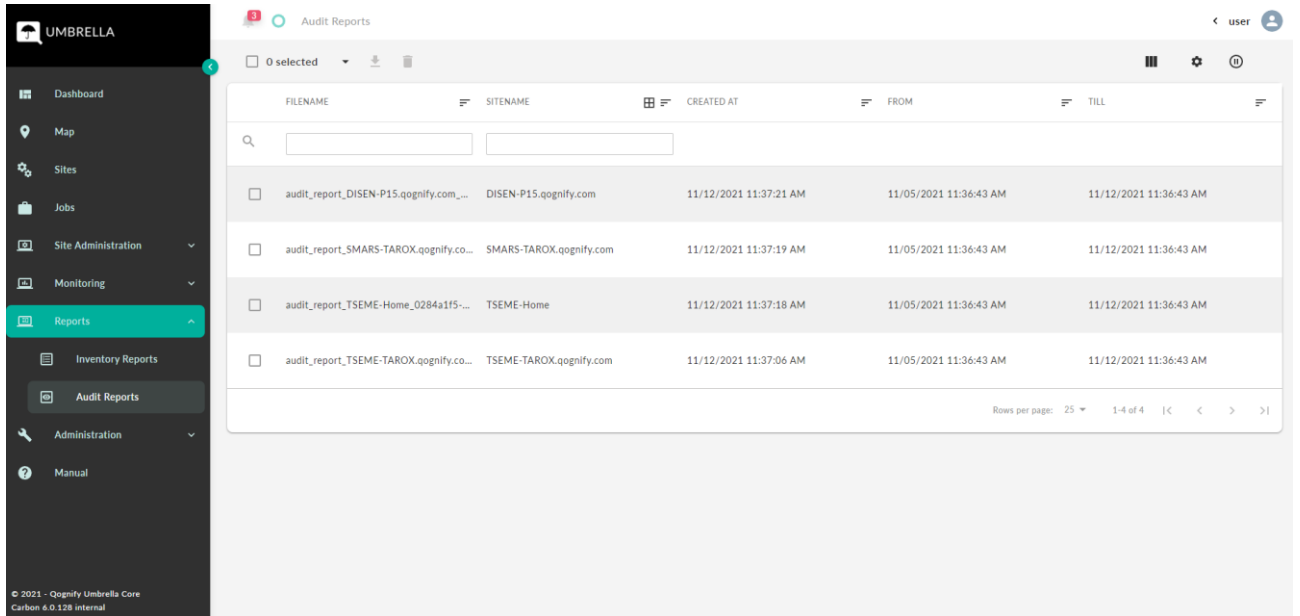 UMBRELLA
3
Audit Reports
user
0 selected
Dashboard
Map
Sites
Jobs
Site Administration
Monitoring
Reports
Inventory Reports
Audit Reports
Administration
Manual
© 2021 - Qognify Umbrella Core
Carbon 6.0.128 internal
FILENAME SITENAME CREATED AT FROM TILL
audit_report_DISEN-P15.qognify.com_... DISEN-P15.qognify.com 11/12/2021 11:37:21 AM 11/05/2021 11:36:43 AM 11/12/2021 11:36:43 AM
audit_report_SMARS-TAROX.qognify.co... SMARS-TAROX.qognify.com 11/12/2021 11:37:19 AM 11/05/2021 11:36:43 AM 11/12/2021 11:36:43 AM
audit_report_TSEME-Home_0284a1f5-... TSEME-Home 11/12/2021 11:37:18 AM 11/05/2021 11:36:43 AM 11/12/2021 11:36:43 AM
audit_report_TSEME-TAROX.qognify.co... TSEME-TAROX.qognify.com 11/12/2021 11:37:06 AM 11/05/2021 11:36:43 AM 11/12/2021 11:36:43 AM
Rows per page: 25 1-4 of 4